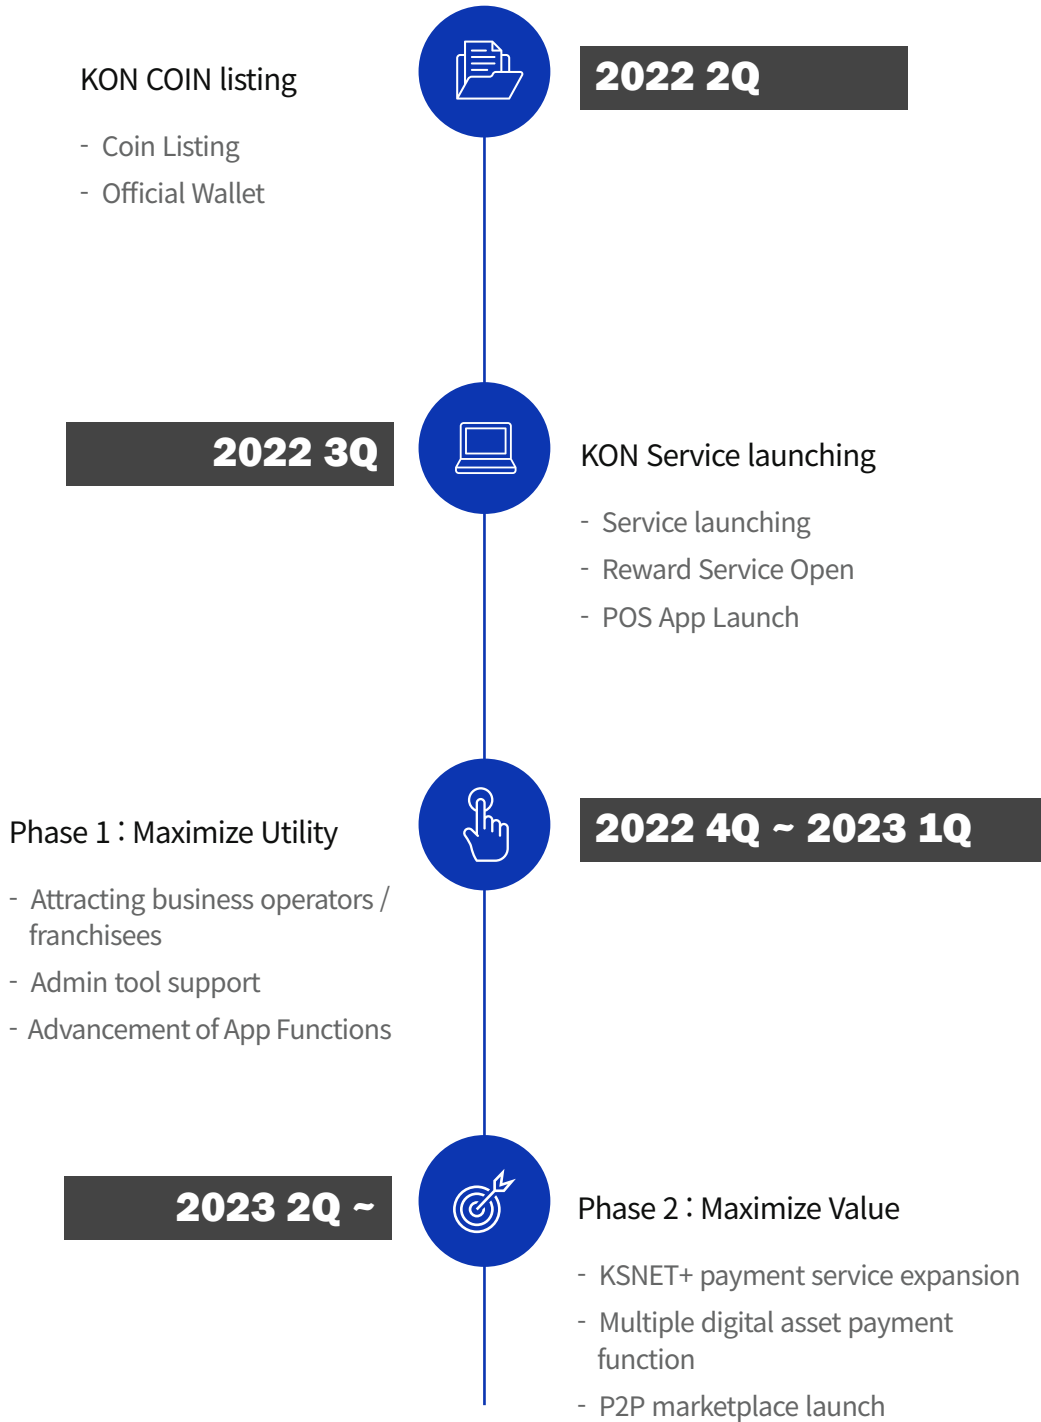 KON COIN listing
2022 2Q
- Coin Listing
- Official Wallet
2022 3Q
KON Service launching
- Service launching
- Reward Service Open
- POS App Launch
Phase 1 : Maximize Utility
2022 4Q ~ 2023 1Q
- Attracting business operators /
franchisees
- Admin tool support
- Advancement of App Functions
2023 2Q ~
Phase 2 : Maximize Value
- KSNET+ payment service expansion
- Multiple digital asset payment
function
- P2P marketplace launch